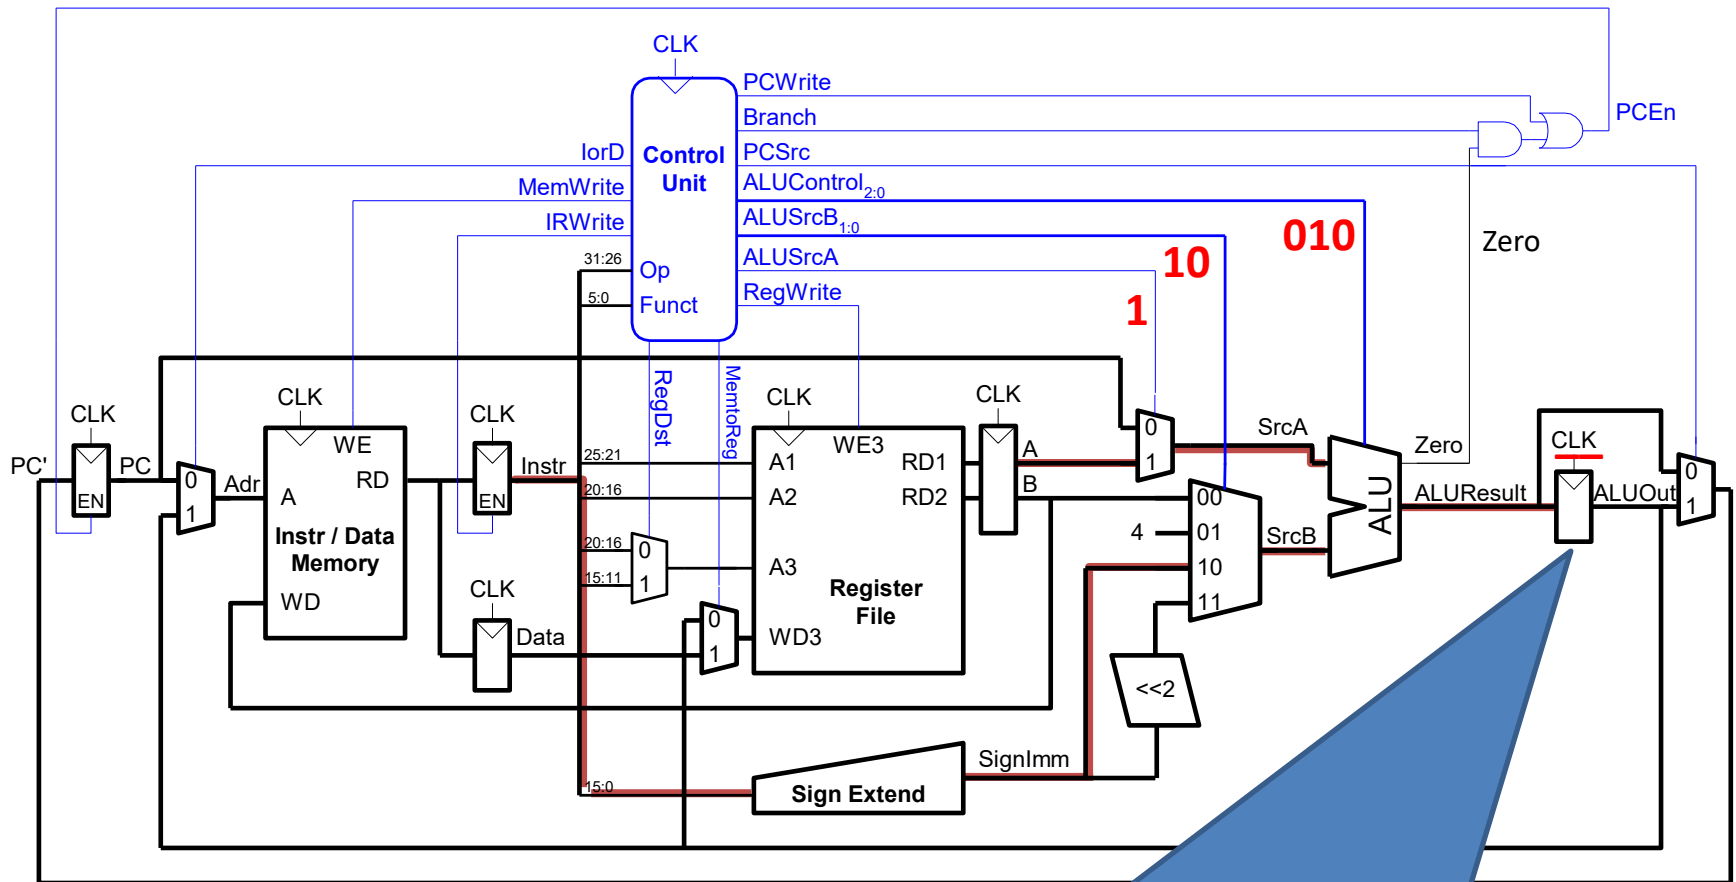 CLK
PCWrite
Branch
PCEn
IorD
Control
Unit
PCSrc
MemWrite
ALUControl2:0
IRWrite
ALUSrcB1:0
010
Zero
31:26
Op
ALUSrcA
10
5:0
Funct
RegWrite
1
RegDst
MemtoReg
CLK
CLK
CLK
CLK
CLK
CLK
PC'
EN
PC
0
1
Adr
WE
A
RD
Instr / Data
Memory
WD
EN
Instr
CLK
Data
25:21
20:16
20:16
15:11
0
1
0
1
WE3
A1
A2
A3
WD3
RD1
RD2
Register
File
A
B
0
1
SrcA
00
4
01
10
11
SrcB
ALU
Zero
ALUResult
ALUOut
0
1
<<2
15:0
Sign Extend
SignImm